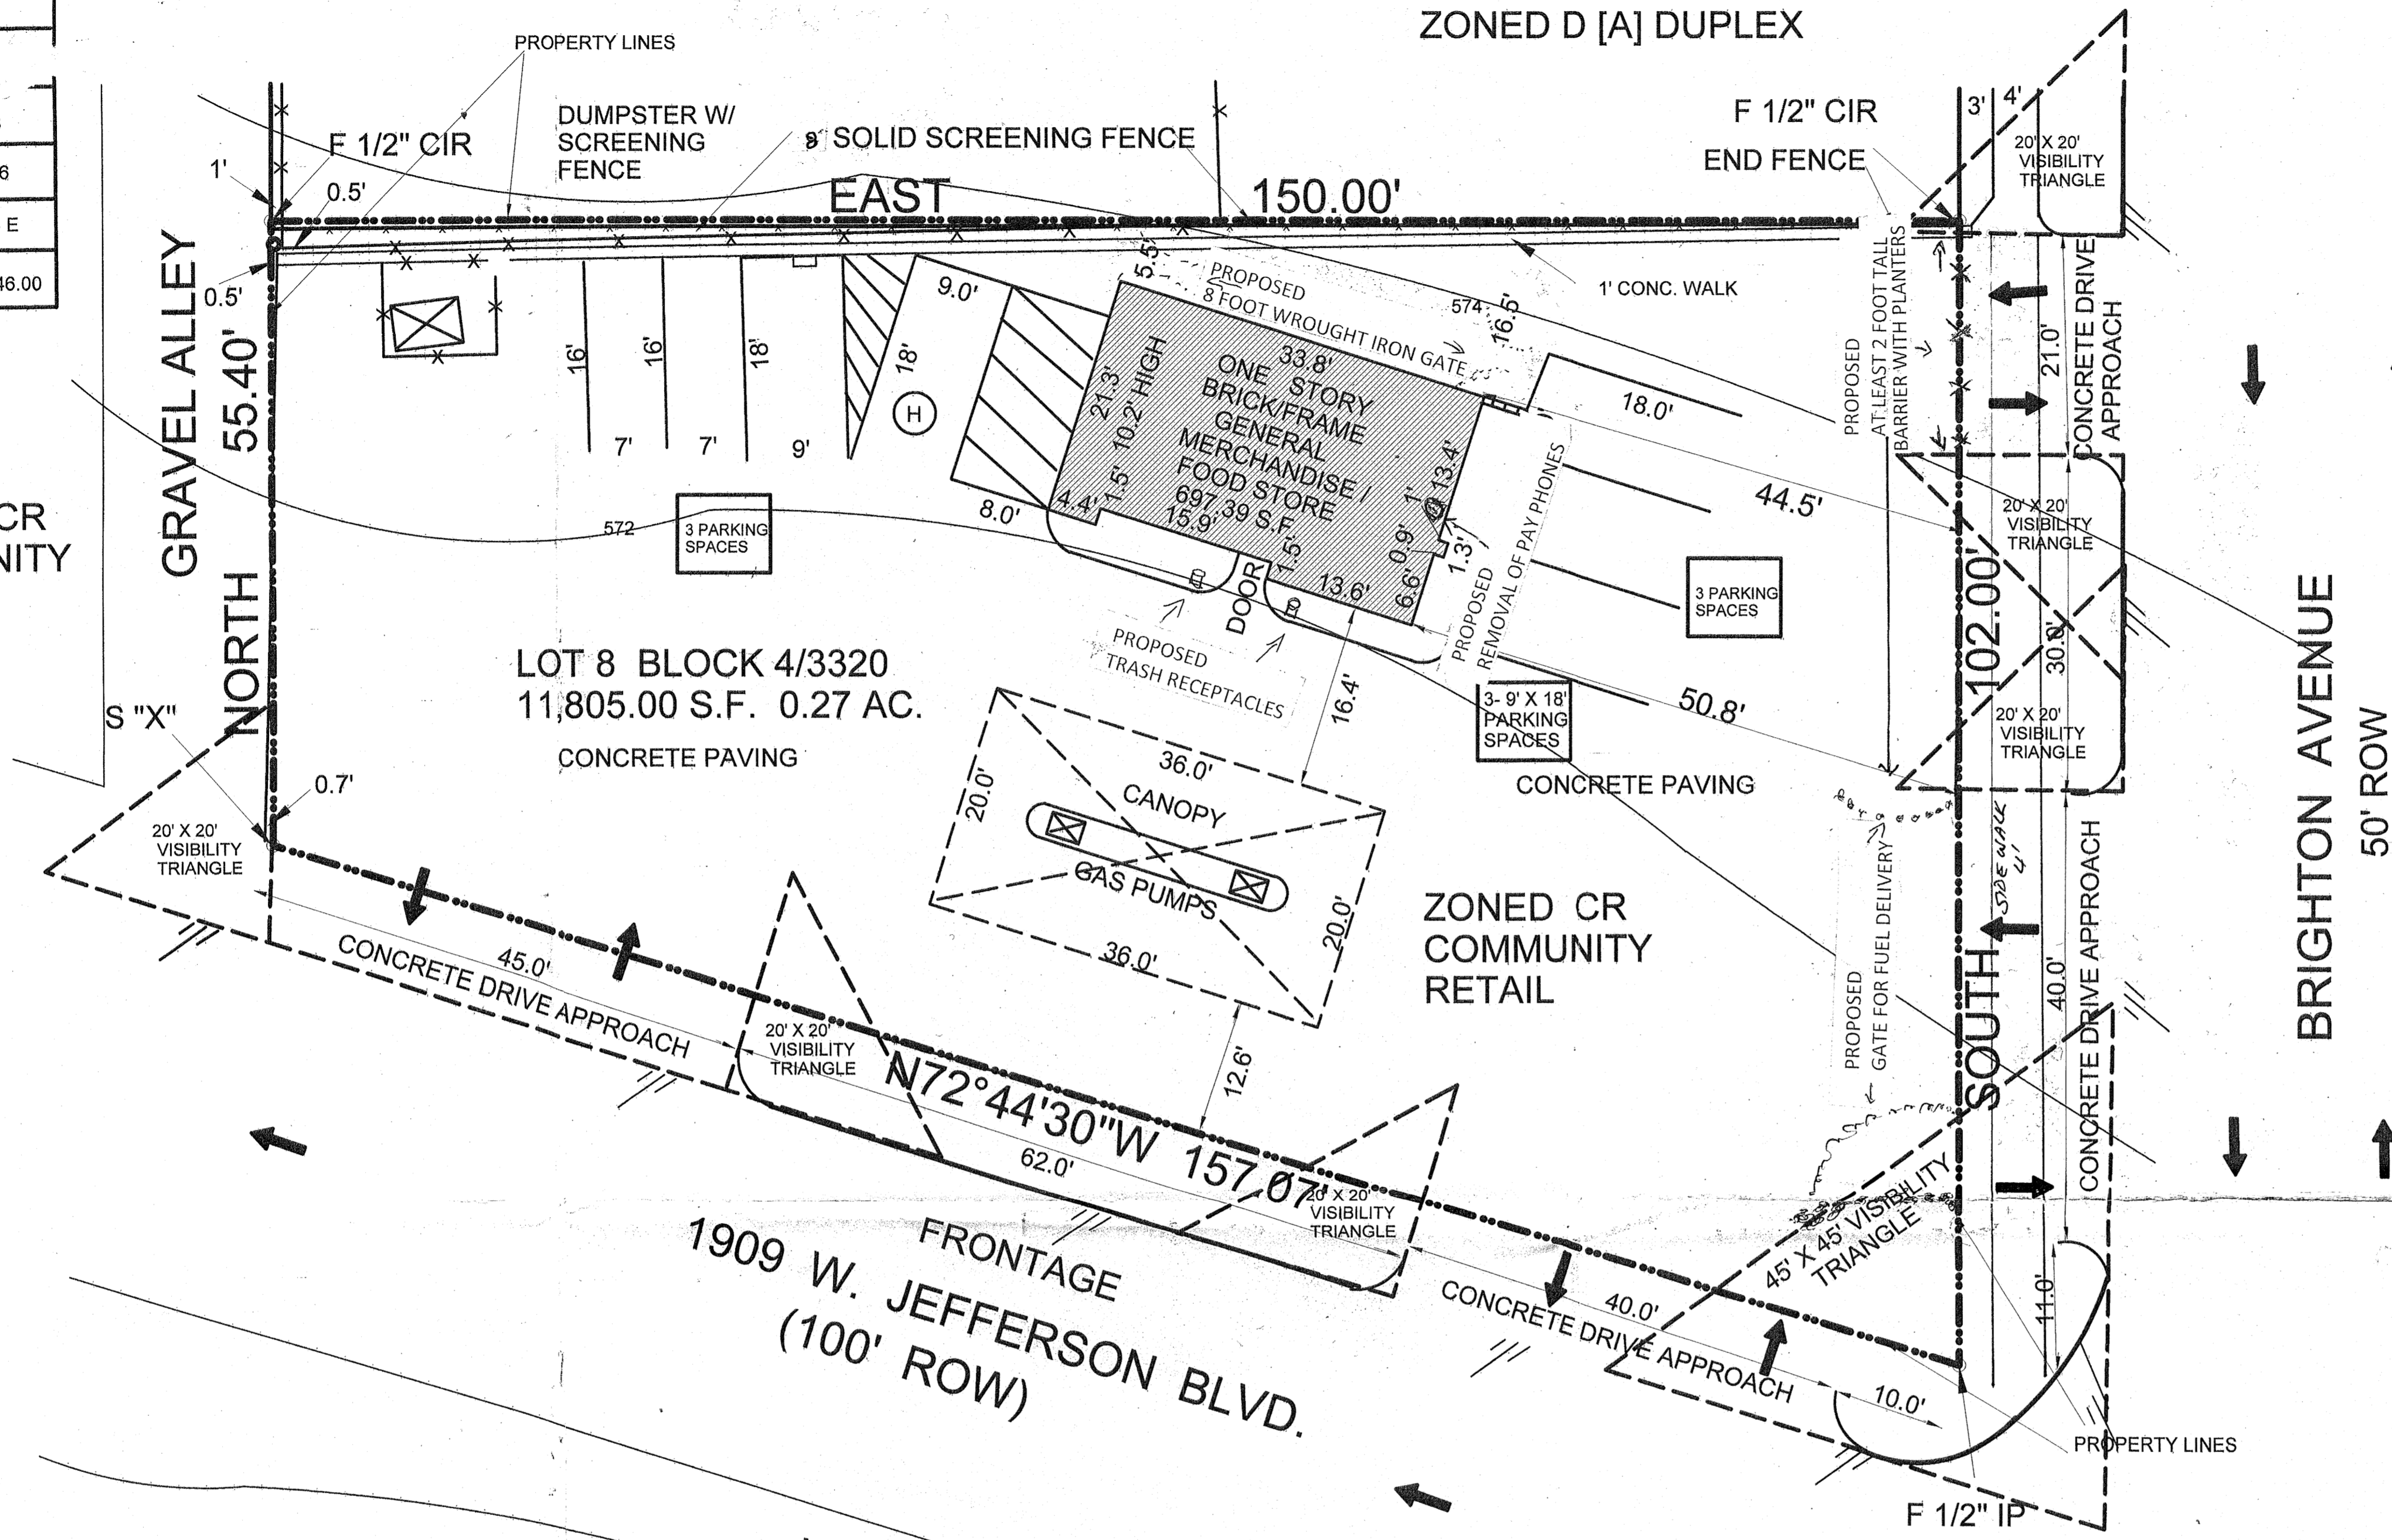 6
E
46.00
ZONED D [A] DUPLEX
PROPERTY LINES
DUMPSTER W/
SCREENING
FENCE
SOLID SCREENING FENCE
F 1/2" CIR
1'
0.5'
0.5'
EAST 150.00'
F 1/2" CIR
END FENCE
3'
4'
20' X 20'
VISIBILITY
TRIANGLE
GRAVEL ALLEY
NORTH 55.40'
CR
NITY
16'
16'
18'
7'
7'
9'
18'
H
9.0'
8.0'
5.5'
PROPOSED
8 FOOT WROUGHT IRON GATE
574
16.5'
1' CONC. WALK
33.8'
21.3'
10.2' HIGH
ONE STORY
BRICK/FRAME
GENERAL
MERCHANDISE /
FOOD STORE
697.39 S.F.
4.4'
1.5'
15.9'
1.5'
13.6'
6.6'
0.9'
1'
13.4'
1.3'
DOOR
18.0'
44.5'
50.8'
PROPOSED
REMOVAL OF PAY PHONES
PROPOSED
AT LEAST 2 FOOT TALL
BARRIER WITH PLANTERS
21.0'
CONCRETE DRIVE
APPROACH
572
3 PARKING
SPACES
3 PARKING
SPACES
3- 9' X 18'
PARKING
SPACES
20' X 20'
VISIBILITY
TRIANGLE
30.0'
20' X 20'
VISIBILITY
TRIANGLE
SOUTH 102.00'
BRIGHTON AVENUE
50' ROW
LOT 8 BLOCK 4/3320
11,805.00 S.F. 0.27 AC.
CONCRETE PAVING
PROPOSED
TRASH RECEPTACLES
16.4'
CONCRETE PAVING
S "X"
0.7'
20' X 20'
VISIBILITY
TRIANGLE
36.0'
20.0'
CANOPY
GAS PUMPS
20.0'
36.0'
12.6'
ZONED CR
COMMUNITY
RETAIL
PROPOSED
GATE FOR FUEL DELIVERY
SIDEWALK
4'
40.0'
CONCRETE DRIVE APPROACH
45.0'
CONCRETE DRIVE APPROACH
20' X 20'
VISIBILITY
TRIANGLE
N72°44'30"W 157.07'
62.0'
20' X 20'
VISIBILITY
TRIANGLE
45' X 45' VISIBILITY
TRIANGLE
11.0'
FRONTAGE
1909 W. JEFFERSON BLVD.
(100' ROW)
40.0'
CONCRETE DRIVE APPROACH
10.0'
PROPERTY LINES
F 1/2" IP